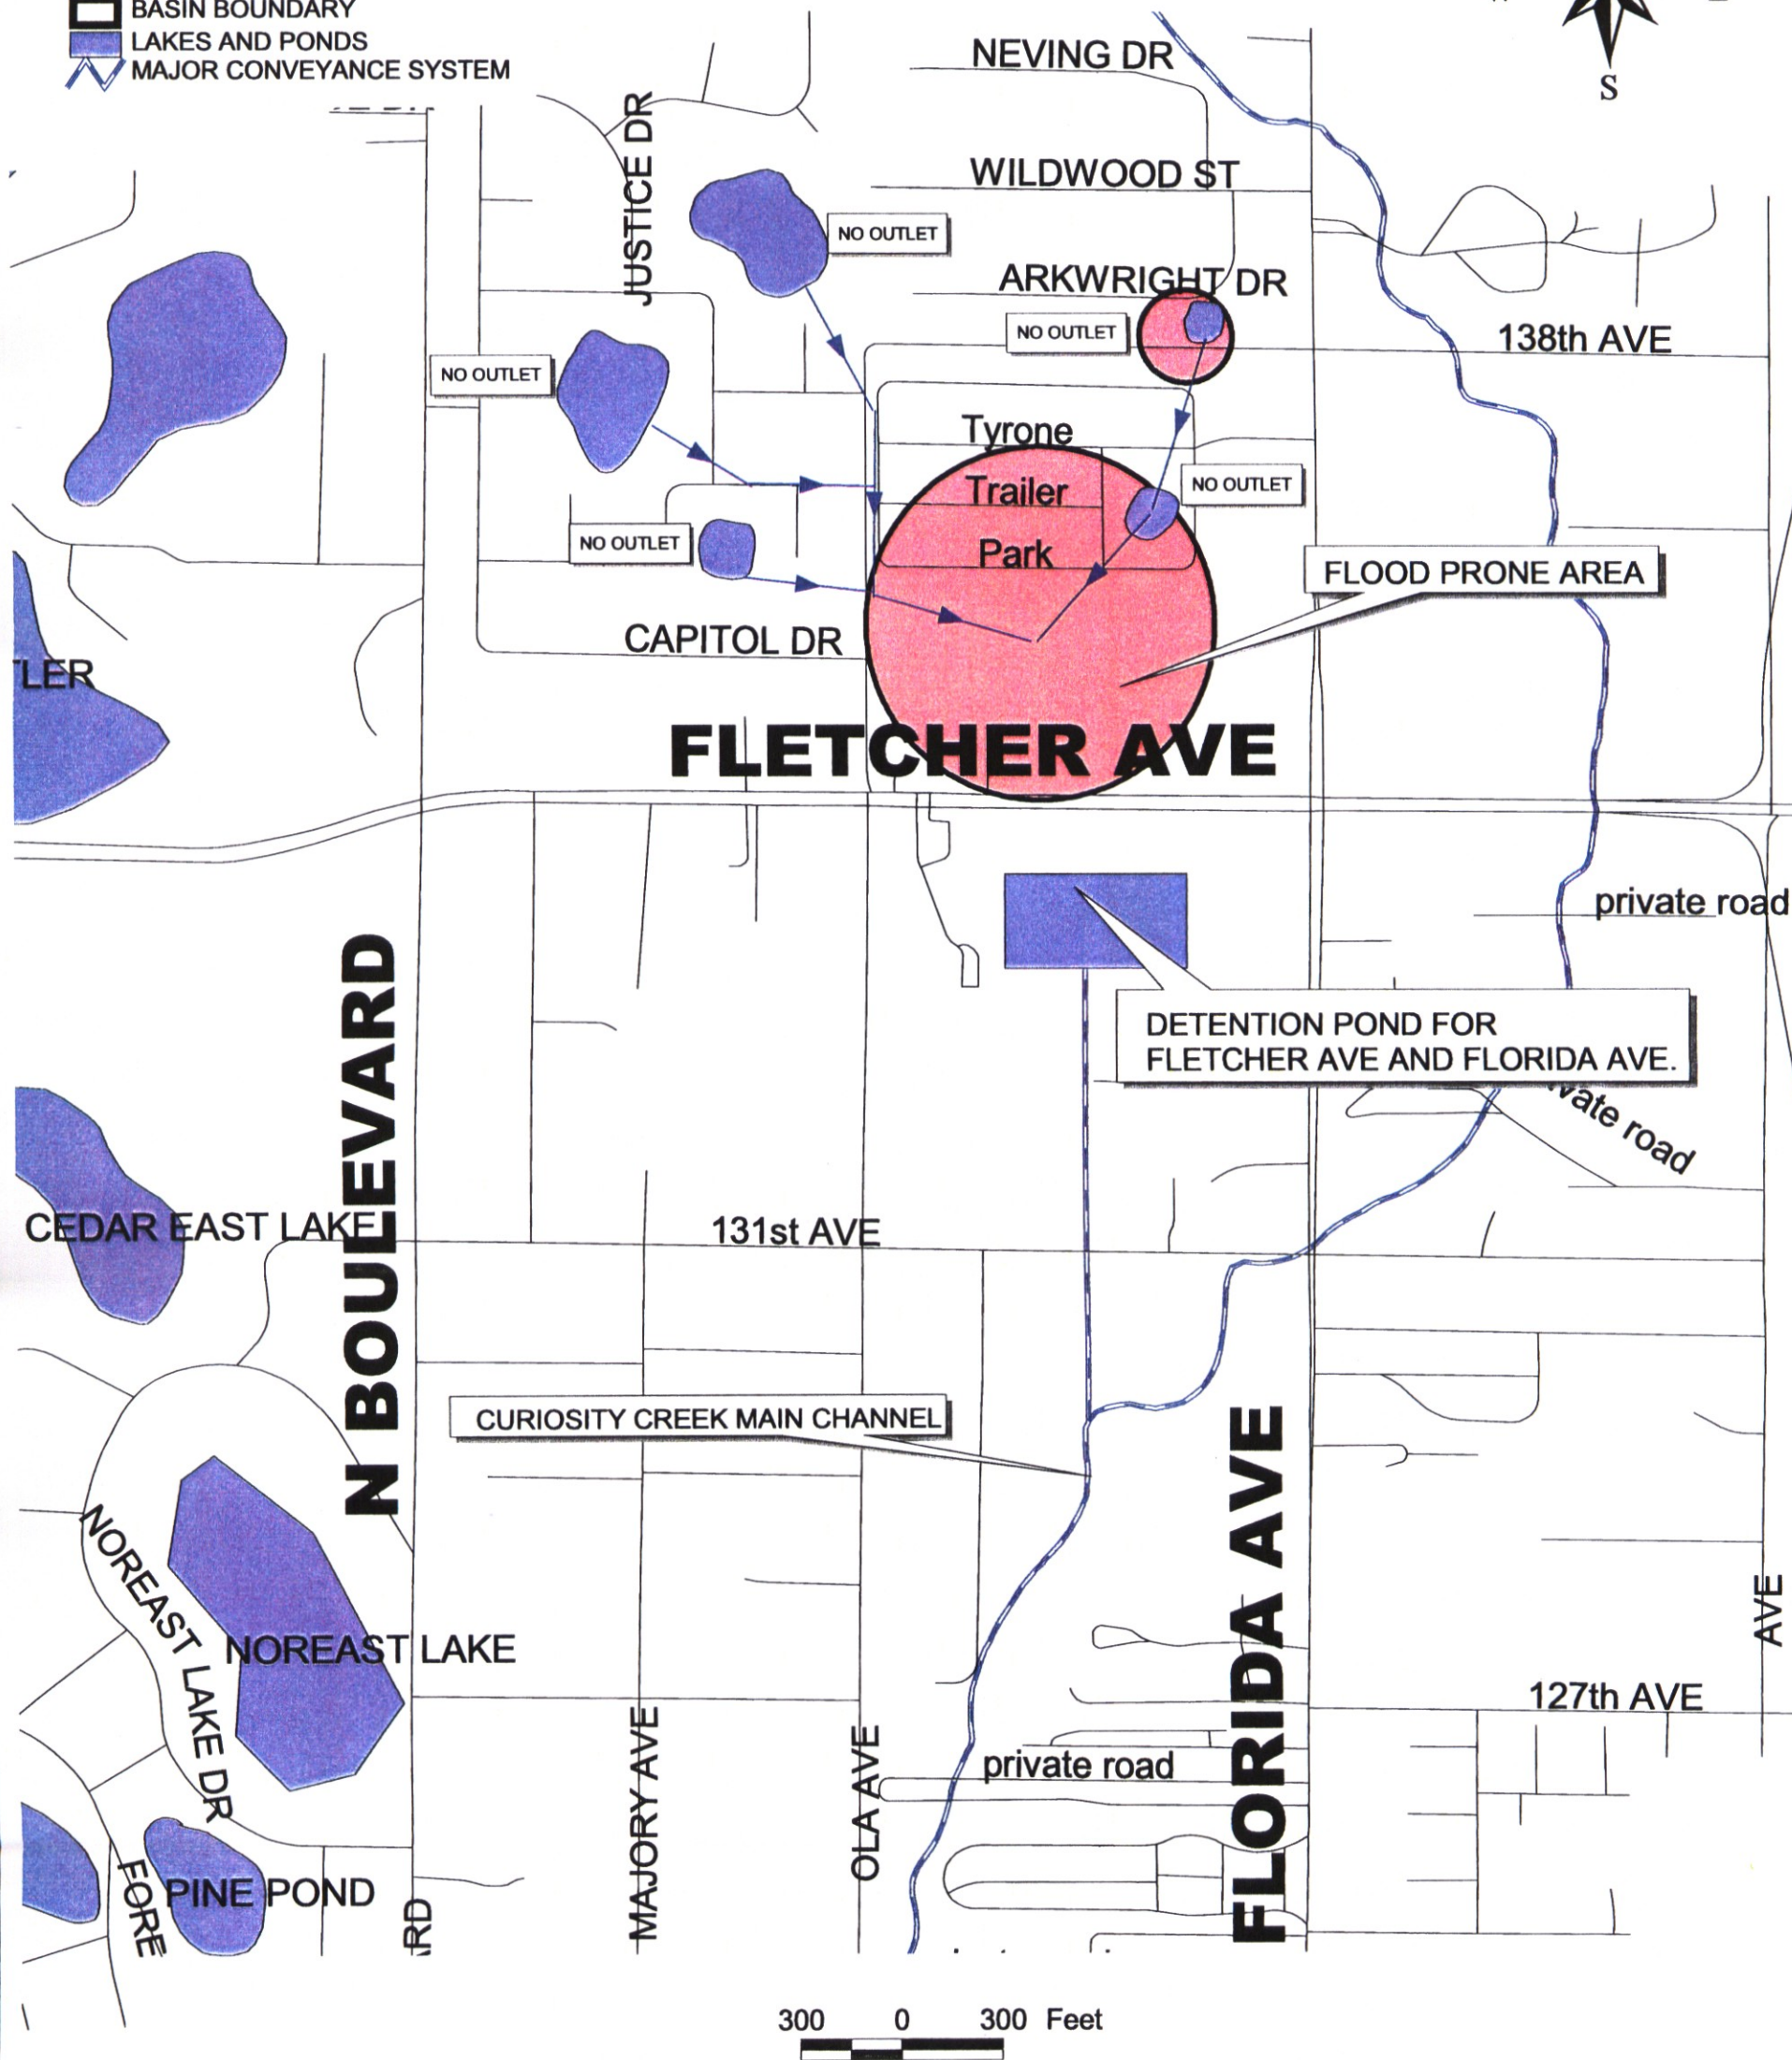 BASIN BOUNDARY
LAKES AND PONDS
MAJOR CONVEYANCE SYSTEM
S
NEVING DR
JUSTICE DR
WILDWOOD ST
NO OUTLET
ARKWRIGHT DR
NO OUTLET
138th AVE
NO OUTLET
Tyrone
Trailer
Park
NO OUTLET
NO OUTLET
FLOOD PRONE AREA
CAPITOL DR
LER
FLETCHER AVE
private road
N BOULEVARD
DETENTION POND FOR
FLETCHER AVE AND FLORIDA AVE.
vate road
CEDAR EAST LAKE
131st AVE
CURIOSITY CREEK MAIN CHANNEL
FLORIDA AVE
NOREAST LAKE DR
NOREAST LAKE
AVE
127th AVE
MAJORY AVE
OLA AVE
private road
FORE
PINE POND
RD
300 0 300 Feet